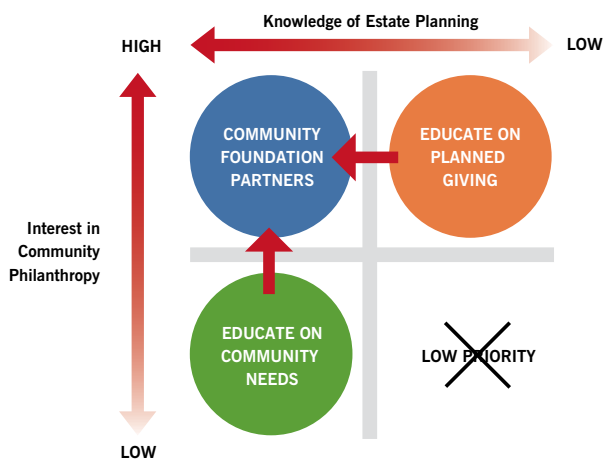 Knowledge of Estate Planning
HIGH
LOW
COMMUNITY
FOUNDATION
PARTNERS
EDUCATE ON
PLANNED
GIVING
Interest in
Community
Philanthropy
EDUCATE ON
COMMUNITY
NEEDS
LOW PRIORITY
LOW